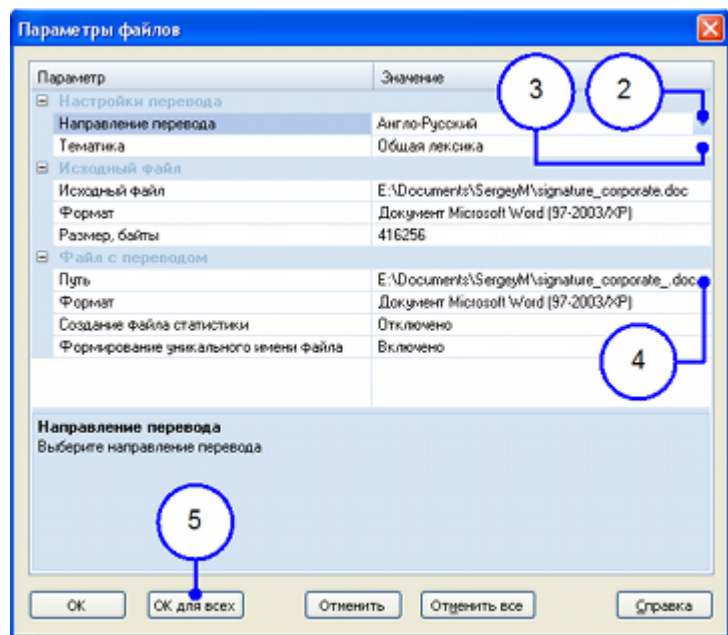 Параметры файлов
Параметр Значение
Настройки перевода
Направление перевода Англо-Русский
Тематика Общая лексика
3 2
Исходный файл
Исходный файл E:\Documents\SergeyM\signature_corporate.doc
Формат Документ Microsoft Word (97-2003/XP)
Размер, байты 416256
Файл с переводом
Путь E:\Documents\SergeyM\signature_corporate_.doc
Формат Документ Microsoft Word (97-2003/XP)
Создание файла статистики Отключено
Формирование уникального имени файла Включено
4
Направление перевода
Выберите направление перевода
5
ОК ОК для всех Отменить Отменить все Справка